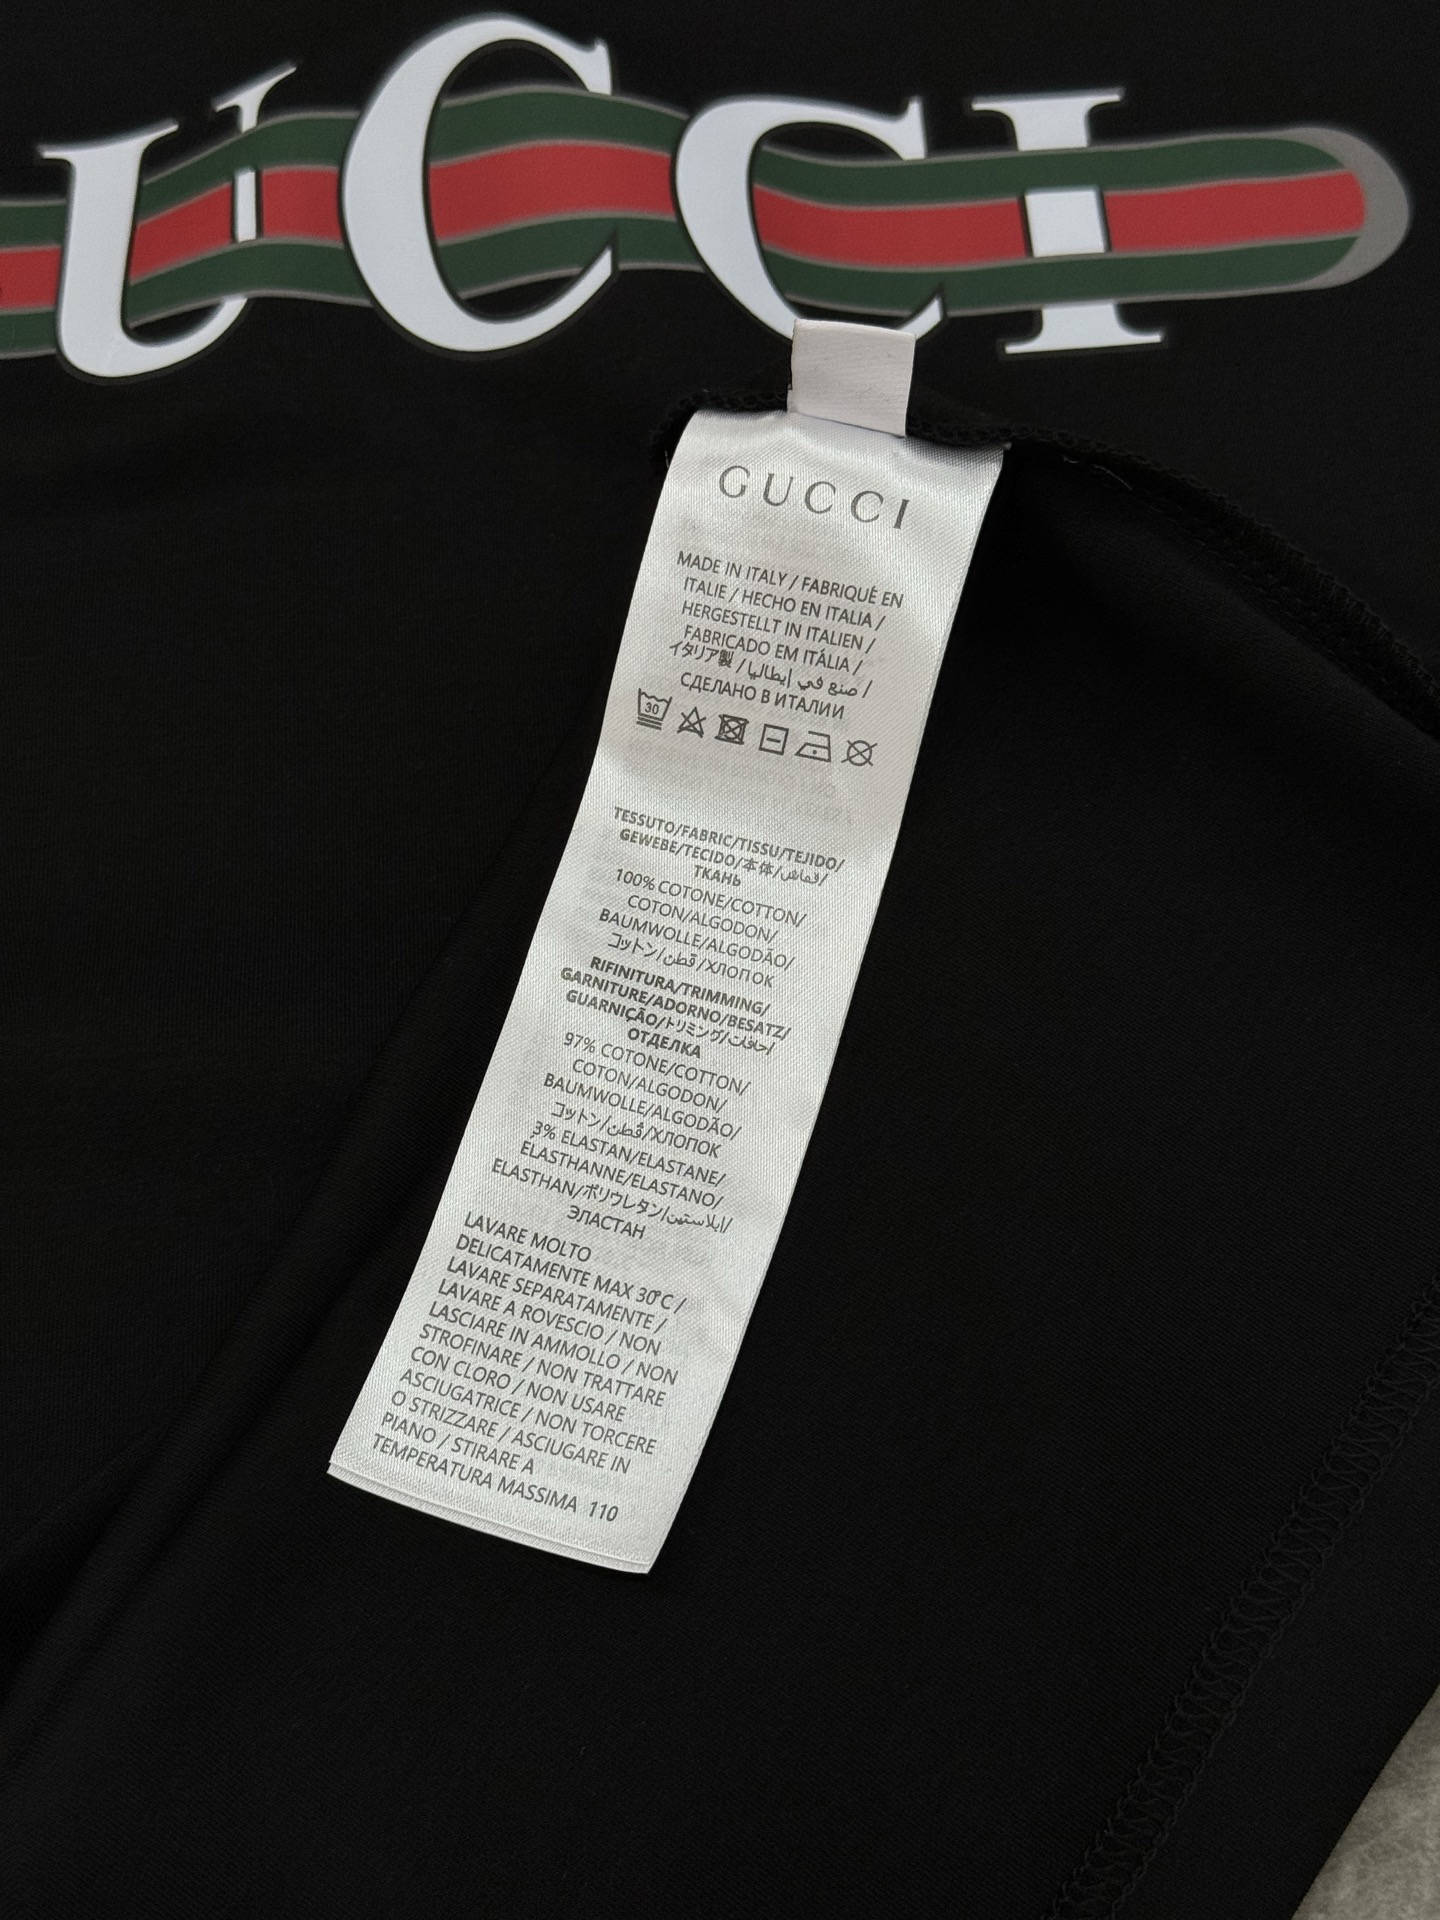 UCCI
GUCCI
MADE IN ITALY / FABRIQUÉ EN
ITALIE / HECHO EN ITALIA /
HERGESTELLT IN ITALIEN /
FABRICADO EM ITÁLIA /
イタリア製 / صنع في إيطاليا /
СДЕЛАНО В ИТАЛИИ
30
TESSUTO/FABRIC/TISSU/TEJIDO/
GEWEBE/TECIDO/本体/قماش/
ТКАНЬ
100% COTONE/COTTON/
COTON/ALGODON/
BAUMWOLLE/ALGODÃO/
コットン/قطن/ХЛОПОК
RIFINITURA/TRIMMING/
GARNITURE/ADORNO/BESATZ/
GUARNIÇÃO/トリミング/حافات/
ОТДЕЛКА
97% COTONE/COTTON/
COTON/ALGODON/
BAUMWOLLE/ALGODÃO/
コットン/قطن/ХЛОПОК
3% ELASTAN/ELASTANE/
ELASTHANNE/ELASTANO/
ELASTHAN/ポリウレタン/إيلاستين/
ЭЛАСТАН
LAVARE MOLTO
DELICATAMENTE MAX 30°C /
LAVARE SEPARATAMENTE /
LAVARE A ROVESCIO / NON
LASCIARE IN AMMOLLO / NON
STROFINARE / NON TRATTARE
CON CLORO / NON USARE
ASCIUGATRICE / NON TORCERE
O STRIZZARE / ASCIUGARE IN
PIANO / STIRARE A
TEMPERATURA MASSIMA 110